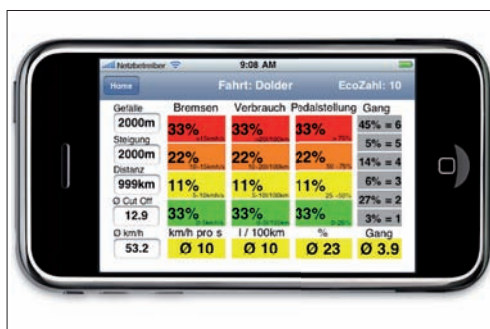 Netzbetreiber 9:08 AM
Home Fahrt: Dolder EcoZahl: 10
Gefälle Bremsen Verbrauch Pedalstellung Gang
2000m 33% 33% 33% 45% = 6
Steigung 5% = 5
2000m 22% 22% 22% 14% = 4
Distanz
999km 11% 11% 11% 6% = 3
Ø Cut Off 27% = 2
12.9 33% 33% 33% 3% = 1
Ø km/h km/h pro s l / 100km % Gang
53.2 Ø 10 Ø 10 Ø 23 Ø 3.9